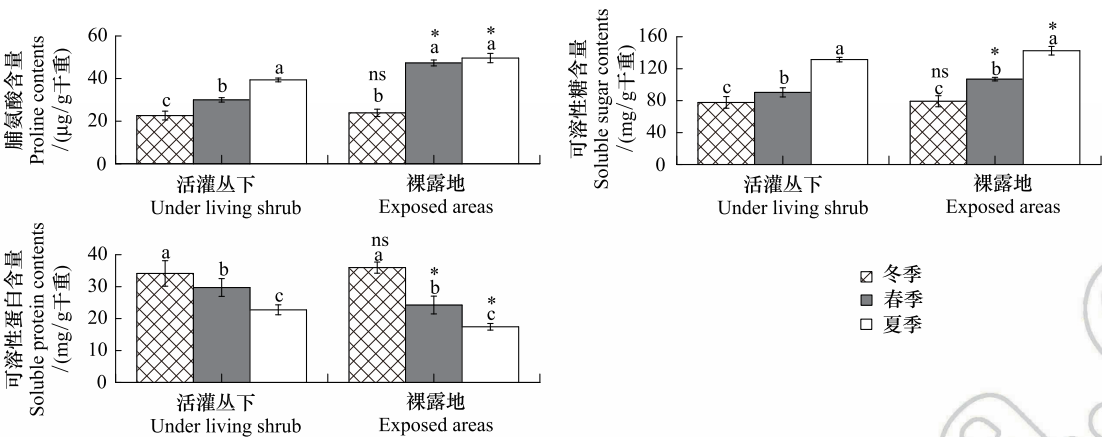 脯氨酸含量
Proline contents
/(μg/g干重)
60
40
20
0
c
b
a
ns
b
*
a
*
a
活灌丛下
Under living shrub
裸露地
Exposed areas
可溶性糖含量
Soluble sugar contents
/(mg/g干重)
160
120
80
40
0
c
b
a
ns
c
*
b
*
a
活灌丛下
Under living shrub
裸露地
Exposed areas
可溶性蛋白含量
Soluble protein contents
/(mg/g干重)
40
30
20
10
0
a
b
c
ns
a
*
b
*
c
活灌丛下
Under living shrub
裸露地
Exposed areas
冬季
春季
夏季